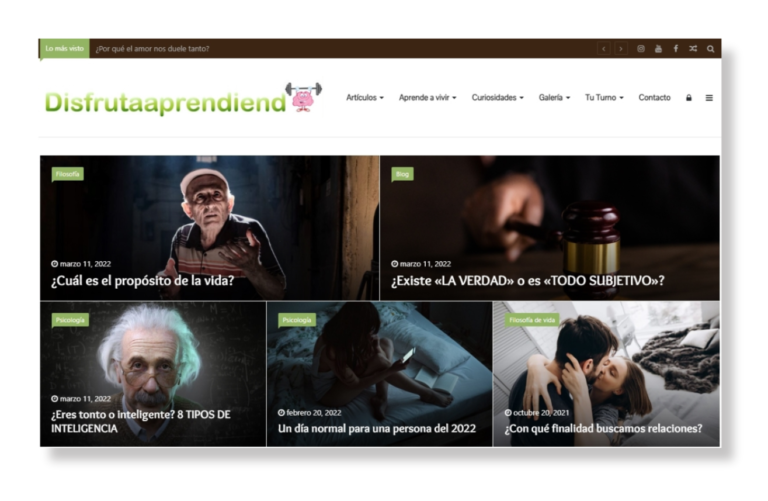 Lo más visto
¿Por qué el amor nos duele tanto?
Disfrutaaprendiend
Artículos
Aprende a vivir
Curiosidades
Galería
Tu Turno
Contacto
Filosofía
marzo 11, 2022
¿Cuál es el propósito de la vida?
Blog
marzo 11, 2022
¿Existe «LA VERDAD» o es «TODO SUBJETIVO»?
Psicología
marzo 11, 2022
¿Eres tonto o inteligente? 8 TIPOS DE
INTELIGENCIA
Psicología
febrero 20, 2022
Un día normal para una persona del 2022
Filosofía de vida
octubre 20, 2021
¿Con qué finalidad buscamos relaciones?